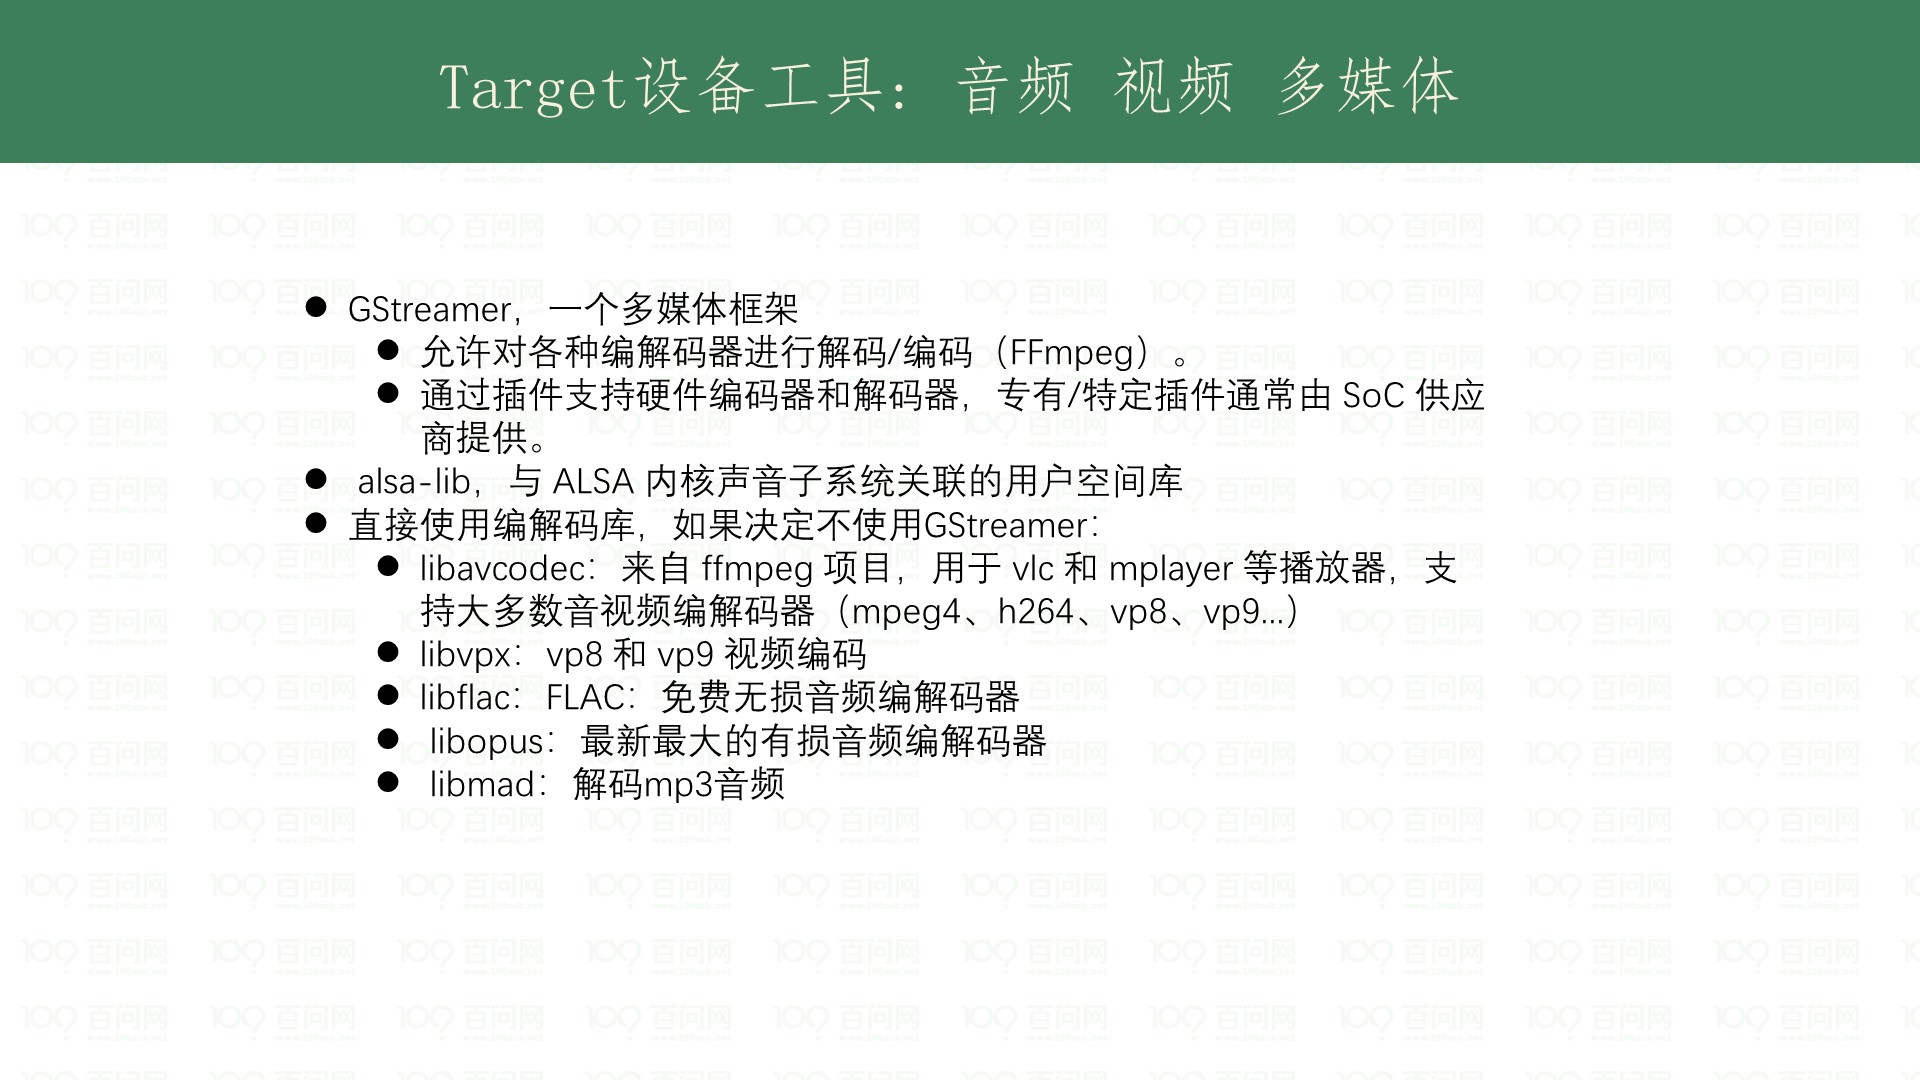 Target设备工具：音频 视频 多媒体
GStreamer，一个多媒体框架
允许对各种编解码器进行解码/编码（FFmpeg）。
通过插件支持硬件编码器和解码器，专有/特定插件通常由 SoC 供应
商提供。
alsa-lib，与 ALSA 内核声音子系统关联的用户空间库
直接使用编解码库，如果决定不使用GStreamer：
libavcodec：来自 ffmpeg 项目，用于 vlc 和 mplayer 等播放器，支
持大多数音视频编解码器（mpeg4、h264、vp8、vp9...）
libvpx：vp8 和 vp9 视频编码
libflac：FLAC：免费无损音频编解码器
libopus：最新最大的有损音频编解码器
libmad：解码mp3音频